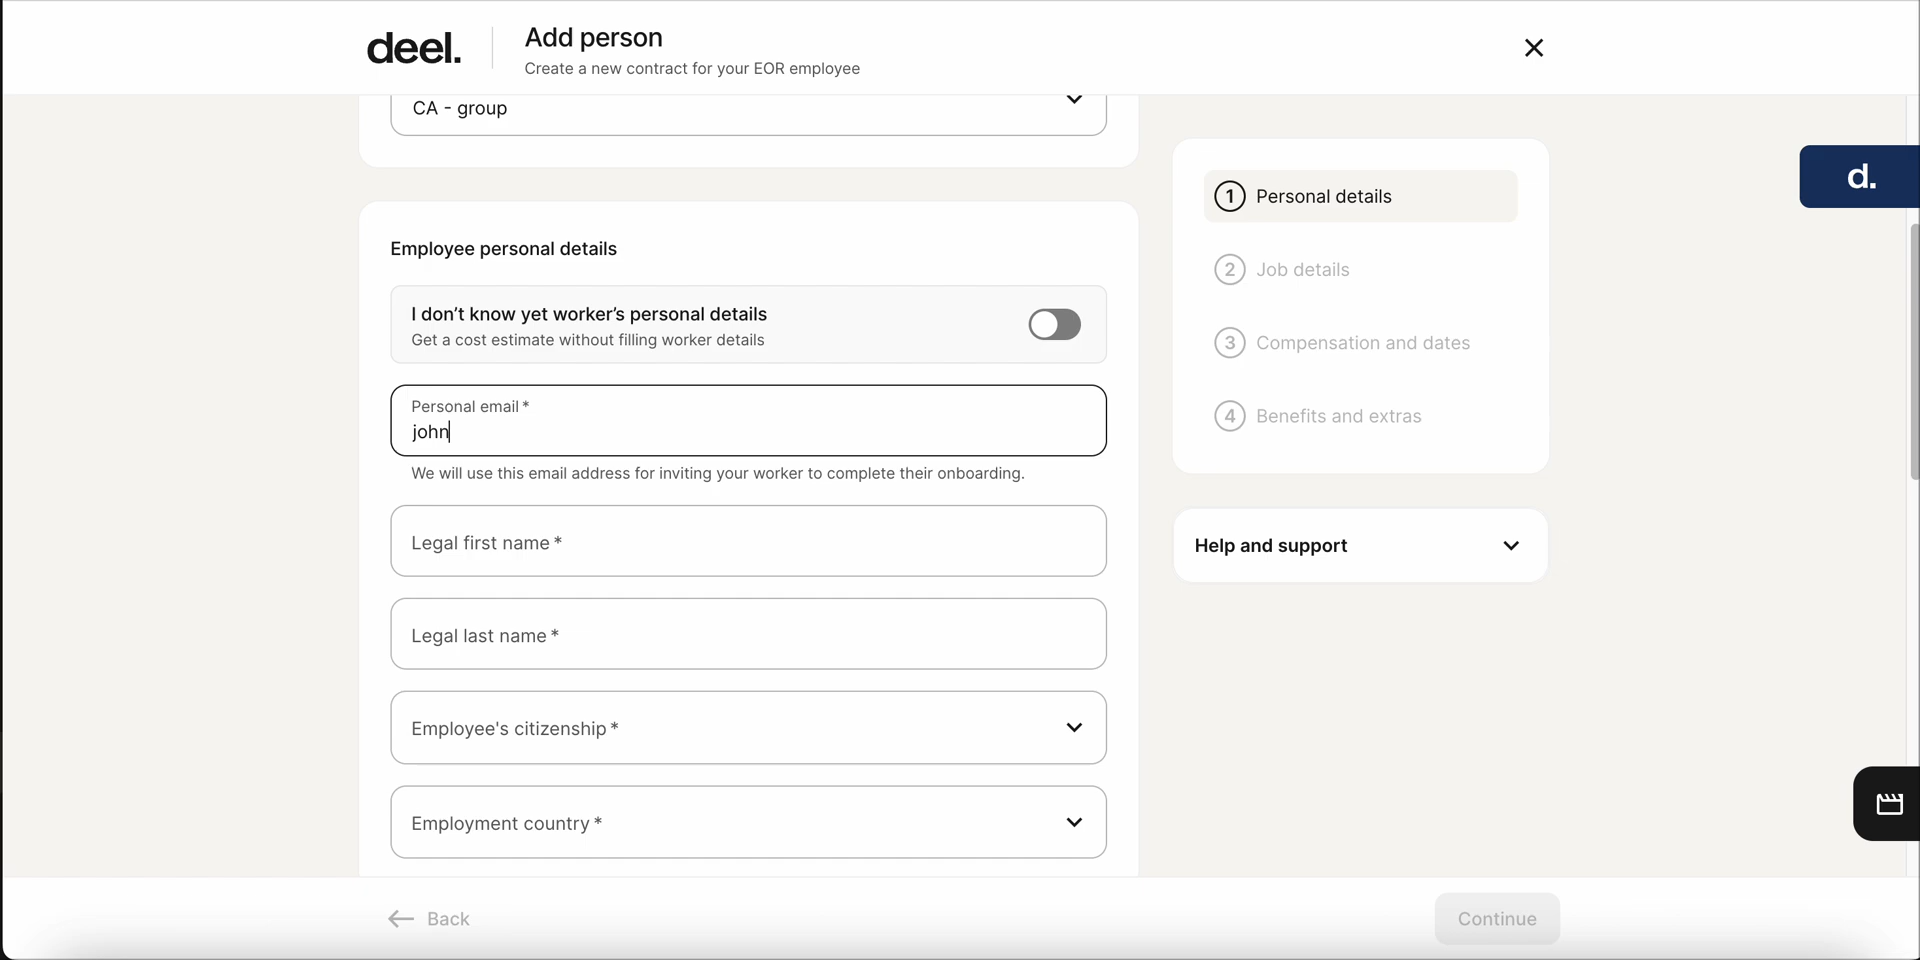 deel.
Add person
Create a new contract for your EOR employee
CA - group
Employee personal details
I don’t know yet worker’s personal details
Get a cost estimate without filling worker details
Personal email *
john
We will use this email address for inviting your worker to complete their onboarding.
Legal first name *
Legal last name *
Employee's citizenship *
Employment country *
1 Personal details
2 Job details
3 Compensation and dates
4 Benefits and extras
Help and support
d.
Back
Continue